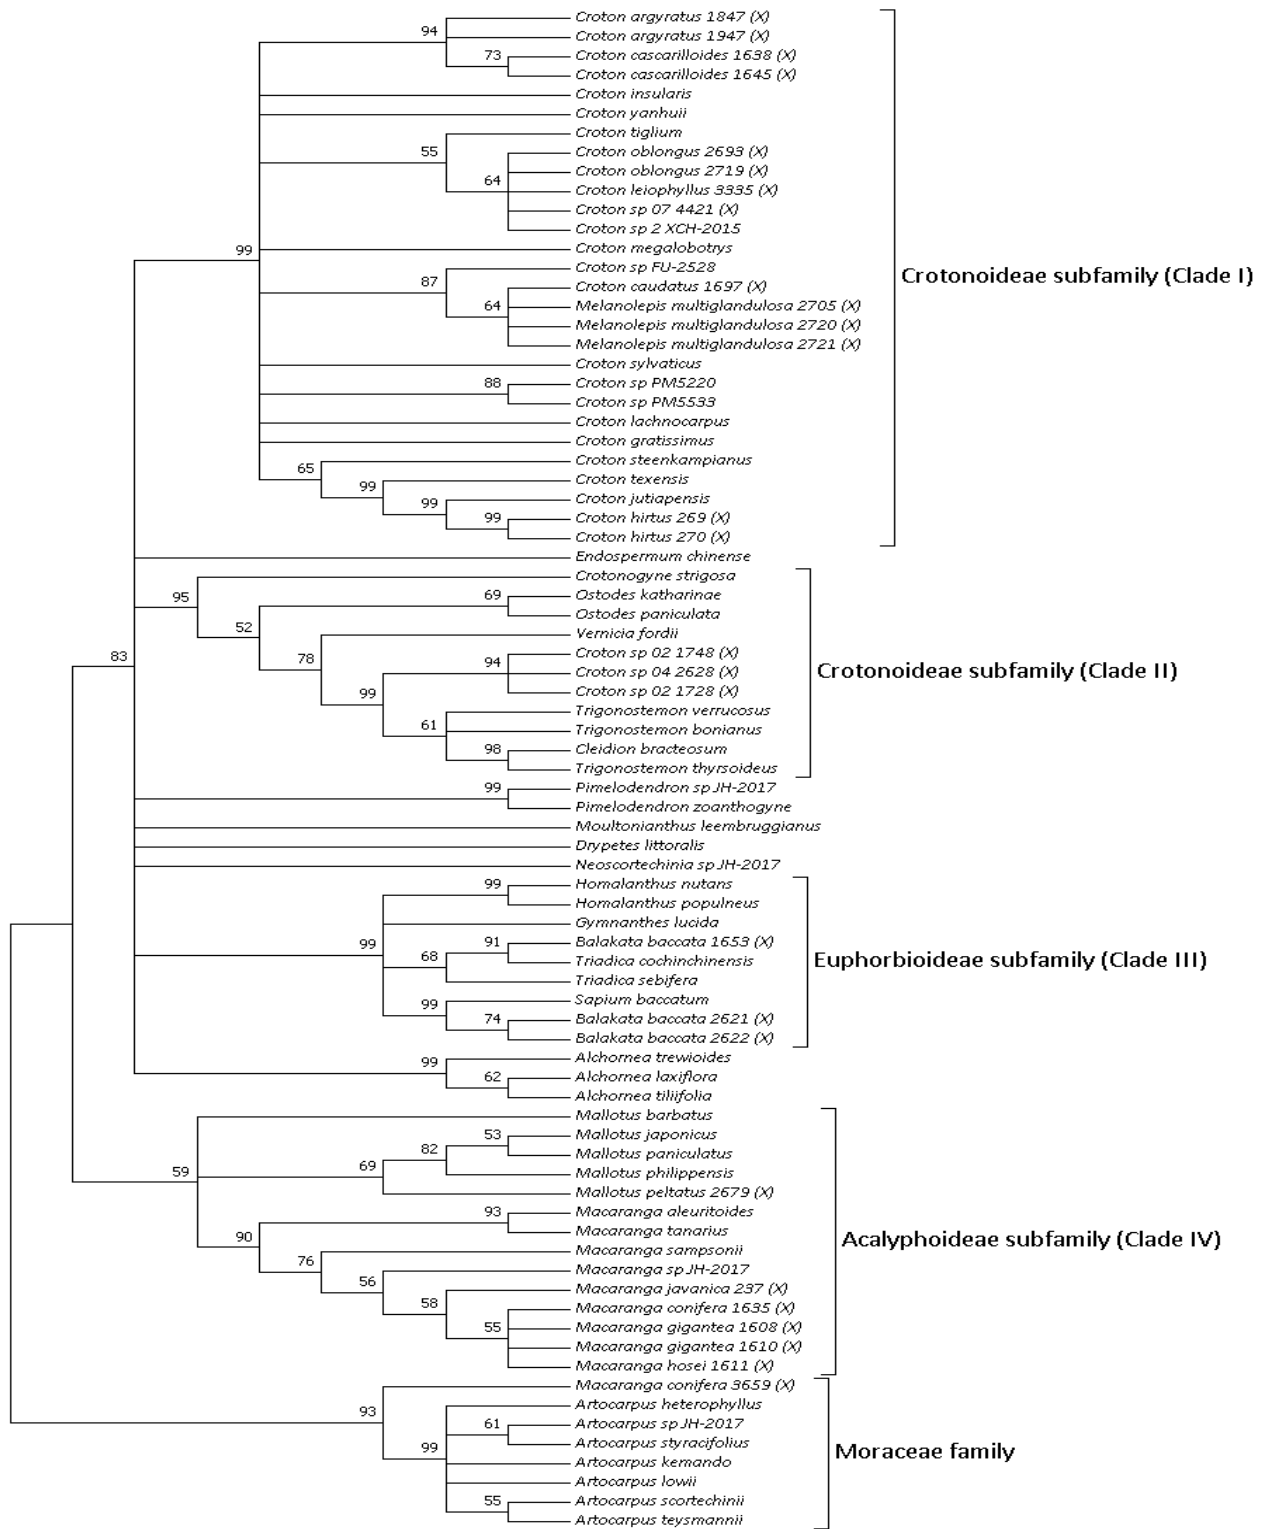 Croton argyratus 1847 (X)
94
Croton argyratus 1947 (X)
73
Croton cascarilloides 1638 (X)
Croton cascarilloides 1645 (X)
Croton insularis
Croton yanhuii
Croton tiglium
55
Croton oblongus 2693 (X)
Croton oblongus 2719 (X)
64
Croton leiophyllus 3335 (X)
Croton sp 07 4421 (X)
Croton sp 2 XCH-2015
99
Croton megalobotrys
Croton sp FU-2528
Crotonoideae subfamily (Clade I)
87
Croton caudatus 1697 (X)
64
Melanolepis multiglandulosa 2705 (X)
Melanolepis multiglandulosa 2720 (X)
Melanolepis multiglandulosa 2721 (X)
Croton sylvaticus
88
Croton sp PM5220
Croton sp PM5533
Croton lachnocarpus
Croton gratissimus
Croton steenkampianus
65
Croton texensis
99
Croton jutiapensis
99
99
Croton hirtus 269 (X)
Croton hirtus 270 (X)
Endospermum chinense
Crotonogyne strigosa
95
69
Ostodes katharinae
Ostodes paniculata
52
Vernicia fordii
83
78
94
Croton sp 02 1748 (X)
Croton sp 04 2628 (X)
Crotonoideae subfamily (Clade II)
99
Croton sp 02 1728 (X)
Trigonostemon verrucosus
61
Trigonostemon bonianus
98
Cleidion bracteosum
Trigonostemon thyrsoideus
99
Pimelodendron sp JH-2017
Pimelodendron zoanthogyne
Moultonianthus leembruggianus
Drypetes littoralis
Neoscortechinia sp JH-2017
99
Homalanthus nutans
Homalanthus populneus
Gymnanthes lucida
99
91
Balakata baccata 1653 (X)
68
Triadica cochinchinensis
Euphorbioideae subfamily (Clade III)
Triadica sebifera
99
Sapium baccatum
74
Balakata baccata 2621 (X)
Balakata baccata 2622 (X)
99
Alchornea trewioides
62
Alchornea laxiflora
Alchornea tiliifolia
Mallotus barbatus
53
Mallotus japonicus
82
Mallotus paniculatus
59
69
Mallotus philippensis
Mallotus peltatus 2679 (X)
93
Macaranga aleuritoides
Macaranga tanarius
90
Macaranga sampsonii
Acalyphoideae subfamily (Clade IV)
76
Macaranga sp JH-2017
56
Macaranga javanica 237 (X)
58
Macaranga conifera 1635 (X)
55
Macaranga gigantea 1608 (X)
Macaranga gigantea 1610 (X)
Macaranga hosei 1611 (X)
Macaranga conifera 3659 (X)
93
Artocarpus heterophyllus
61
Artocarpus sp JH-2017
Artocarpus styracifolius
99
Moraceae family
Artocarpus kemando
Artocarpus lowii
55
Artocarpus scortechinii
Artocarpus teysmannii